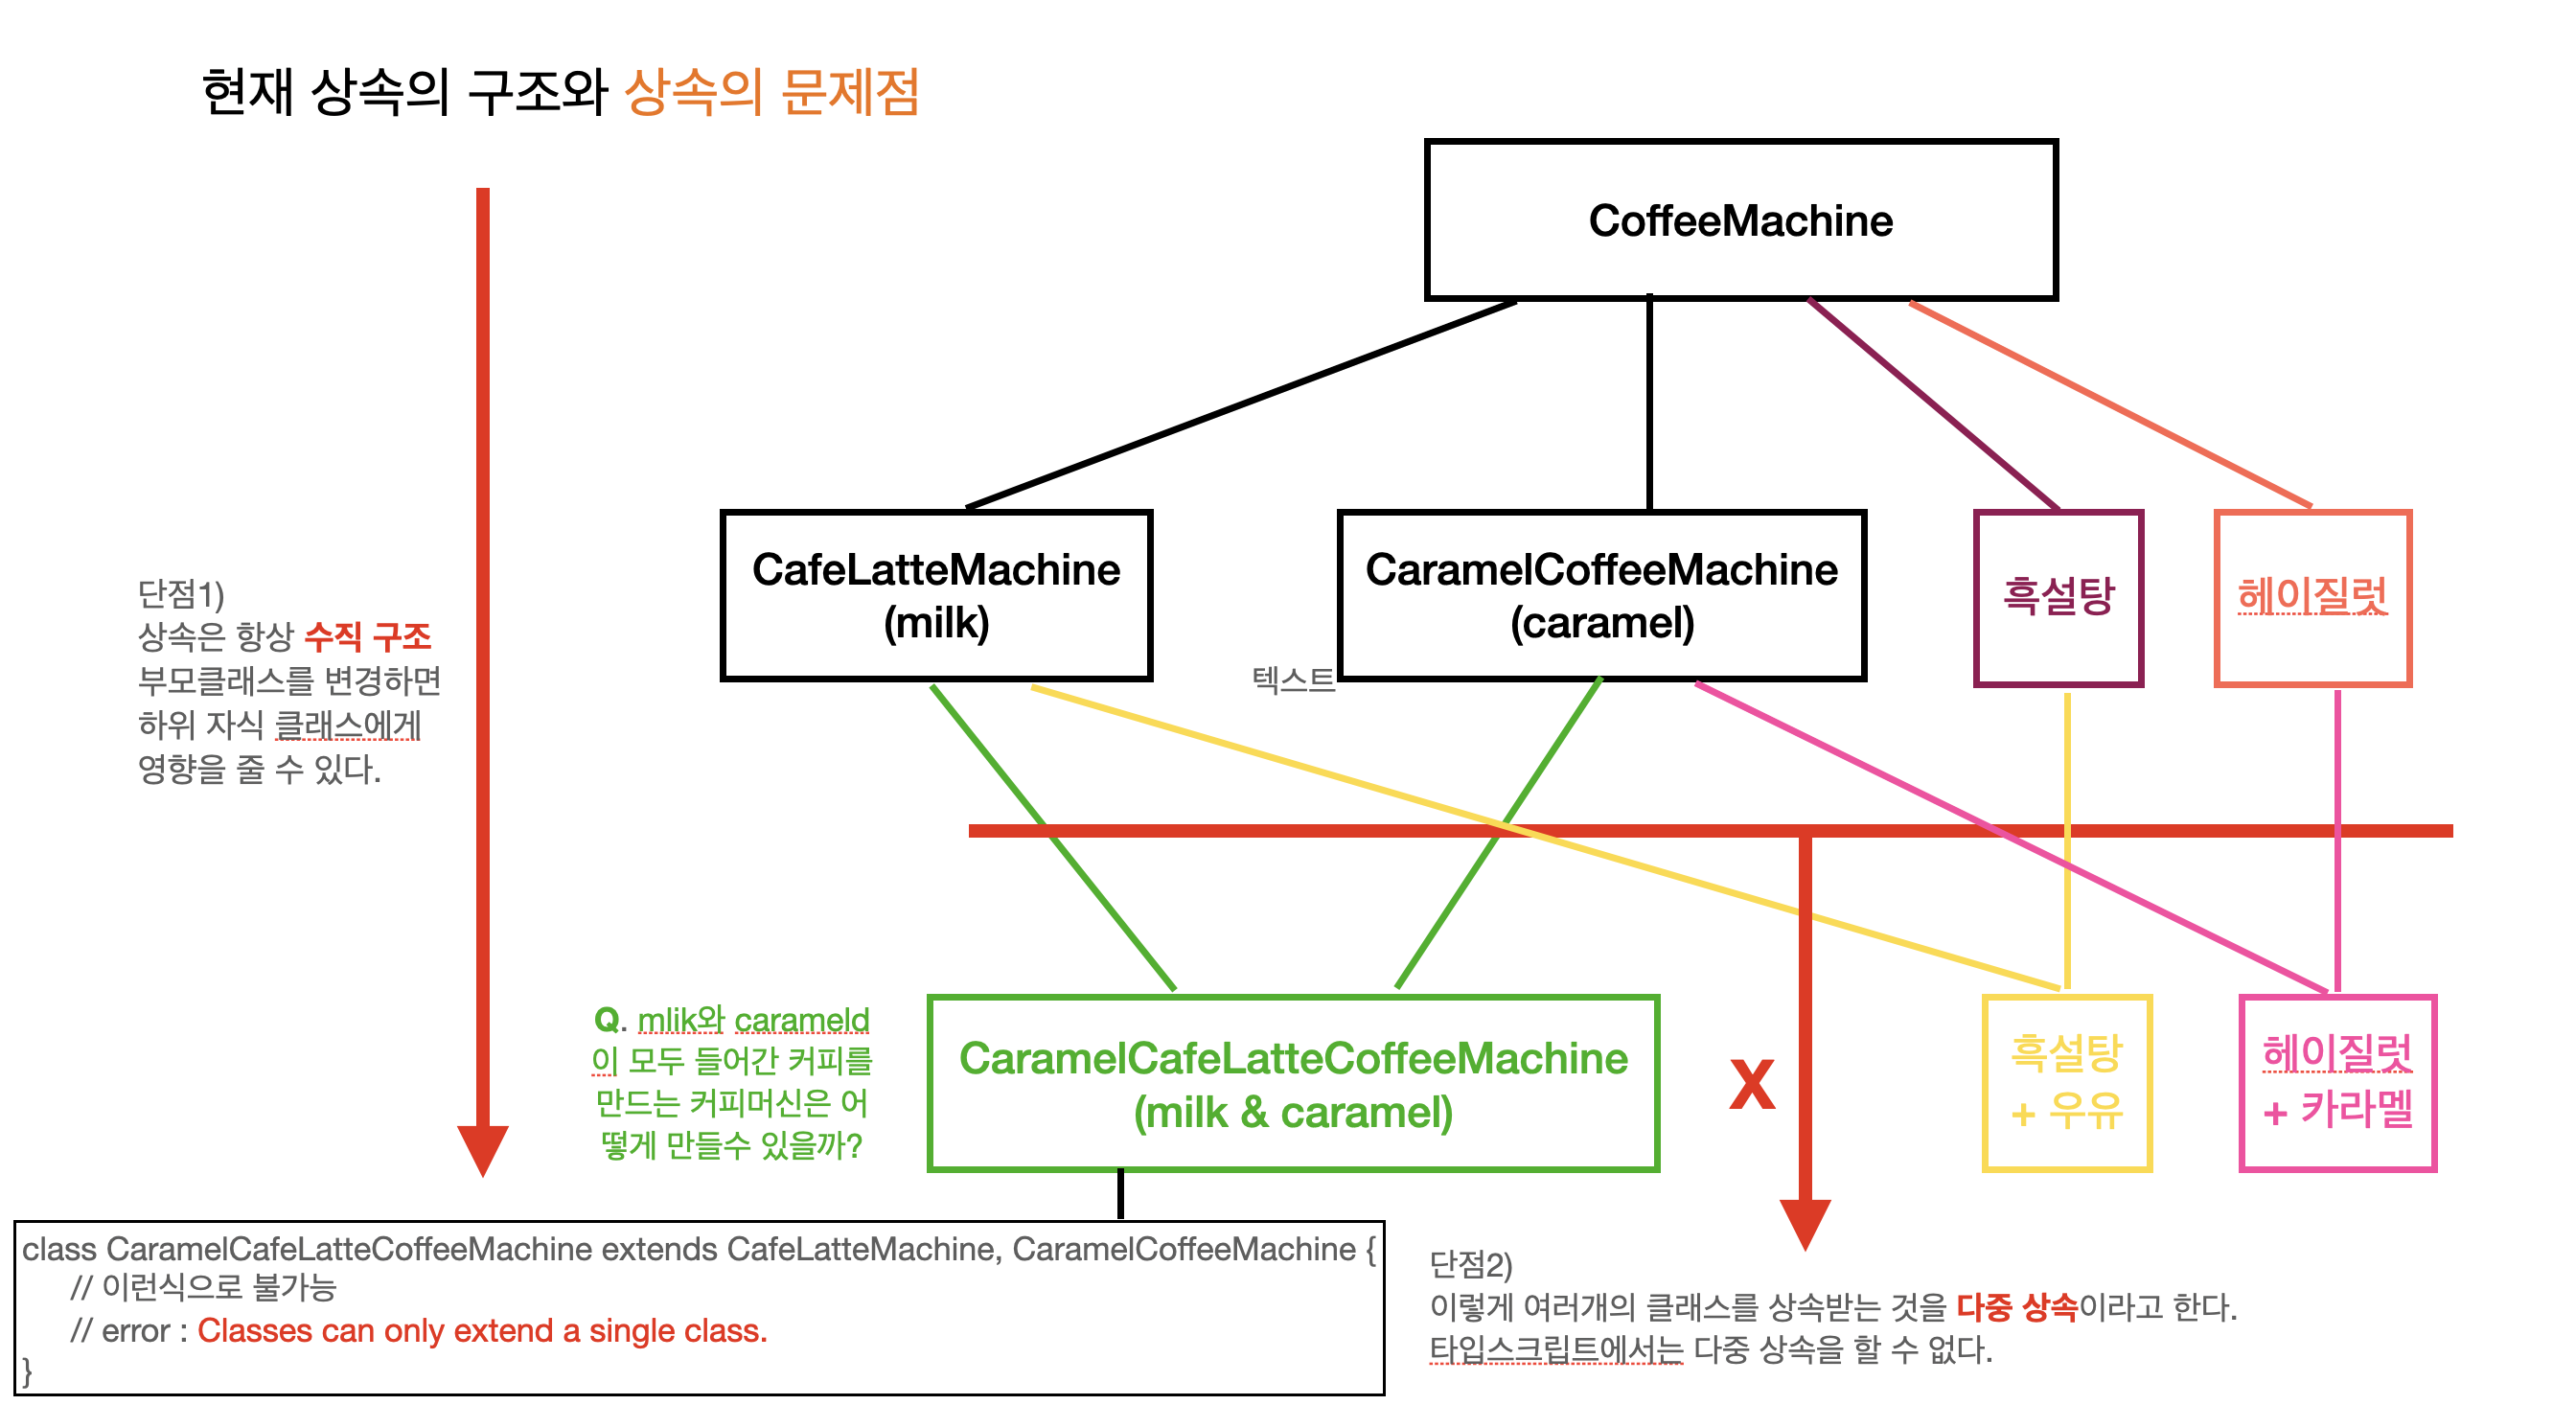 현재 상속의 구조와 상속의 문제점
CoffeeMachine
CafeLatteMachine
(milk)
CaramelCoffeeMachine
(caramel)
흑설탕
헤이질럿
단점1)
상속은 항상 수직 구조
부모클래스를 변경하면
하위 자식 클래스에게
영향을 줄 수 있다.
텍스트
Q. mlik와 carameld
이 모두 들어간 커피를
만드는 커피머신은 어
떻게 만들수 있을까?
CaramelCafeLatteCoffeeMachine
(milk & caramel)
X
흑설탕
+ 우유
헤이질럿
+ 카라멜
class CaramelCafeLatteCoffeeMachine extends CafeLatteMachine, CaramelCoffeeMachine {
// 이런식으로 불가능
// error : Classes can only extend a single class.
}
단점2)
이렇게 여러개의 클래스를 상속받는 것을 다중 상속이라고 한다.
타입스크립트에서는 다중 상속을 할 수 없다.